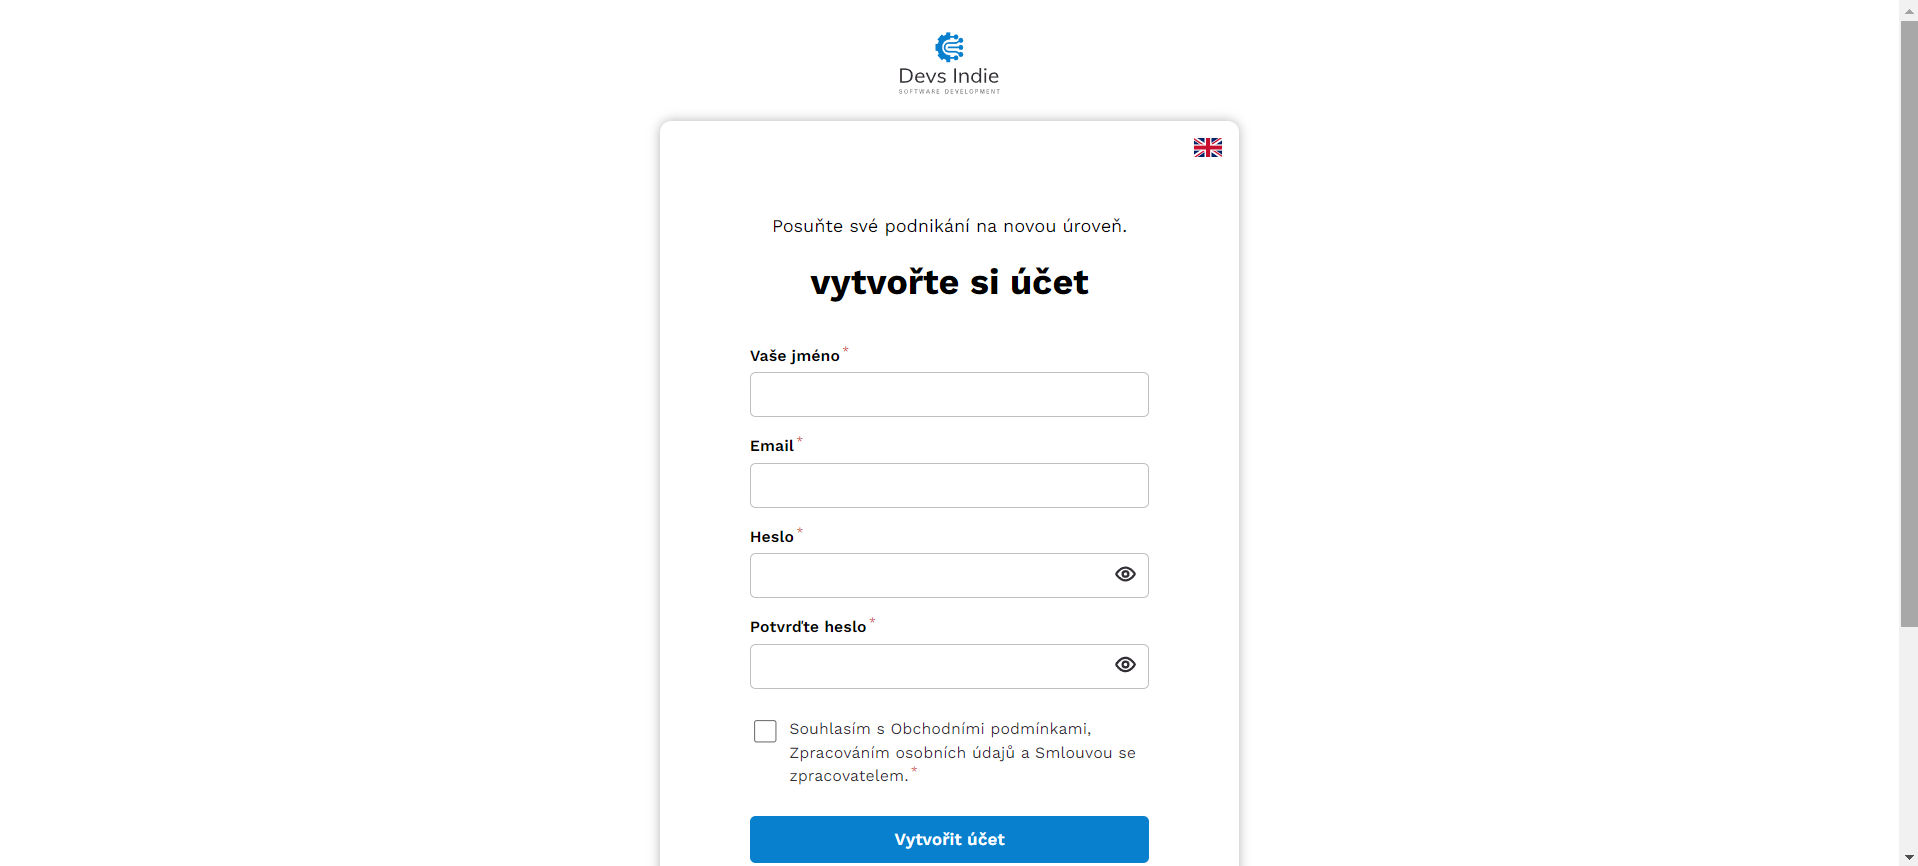 Devs Indie
SOFTWARE DEVELOPMENT
Posuňte své podnikání na novou úroveň.
vytvořte si účet
Vaše jméno *
Email *
Heslo *
Potvrďte heslo *
Souhlasím s Obchodními podmínkami,
Zpracováním osobních údajů a Smlouvou se
zpracovatelem. *
Vytvořit účet